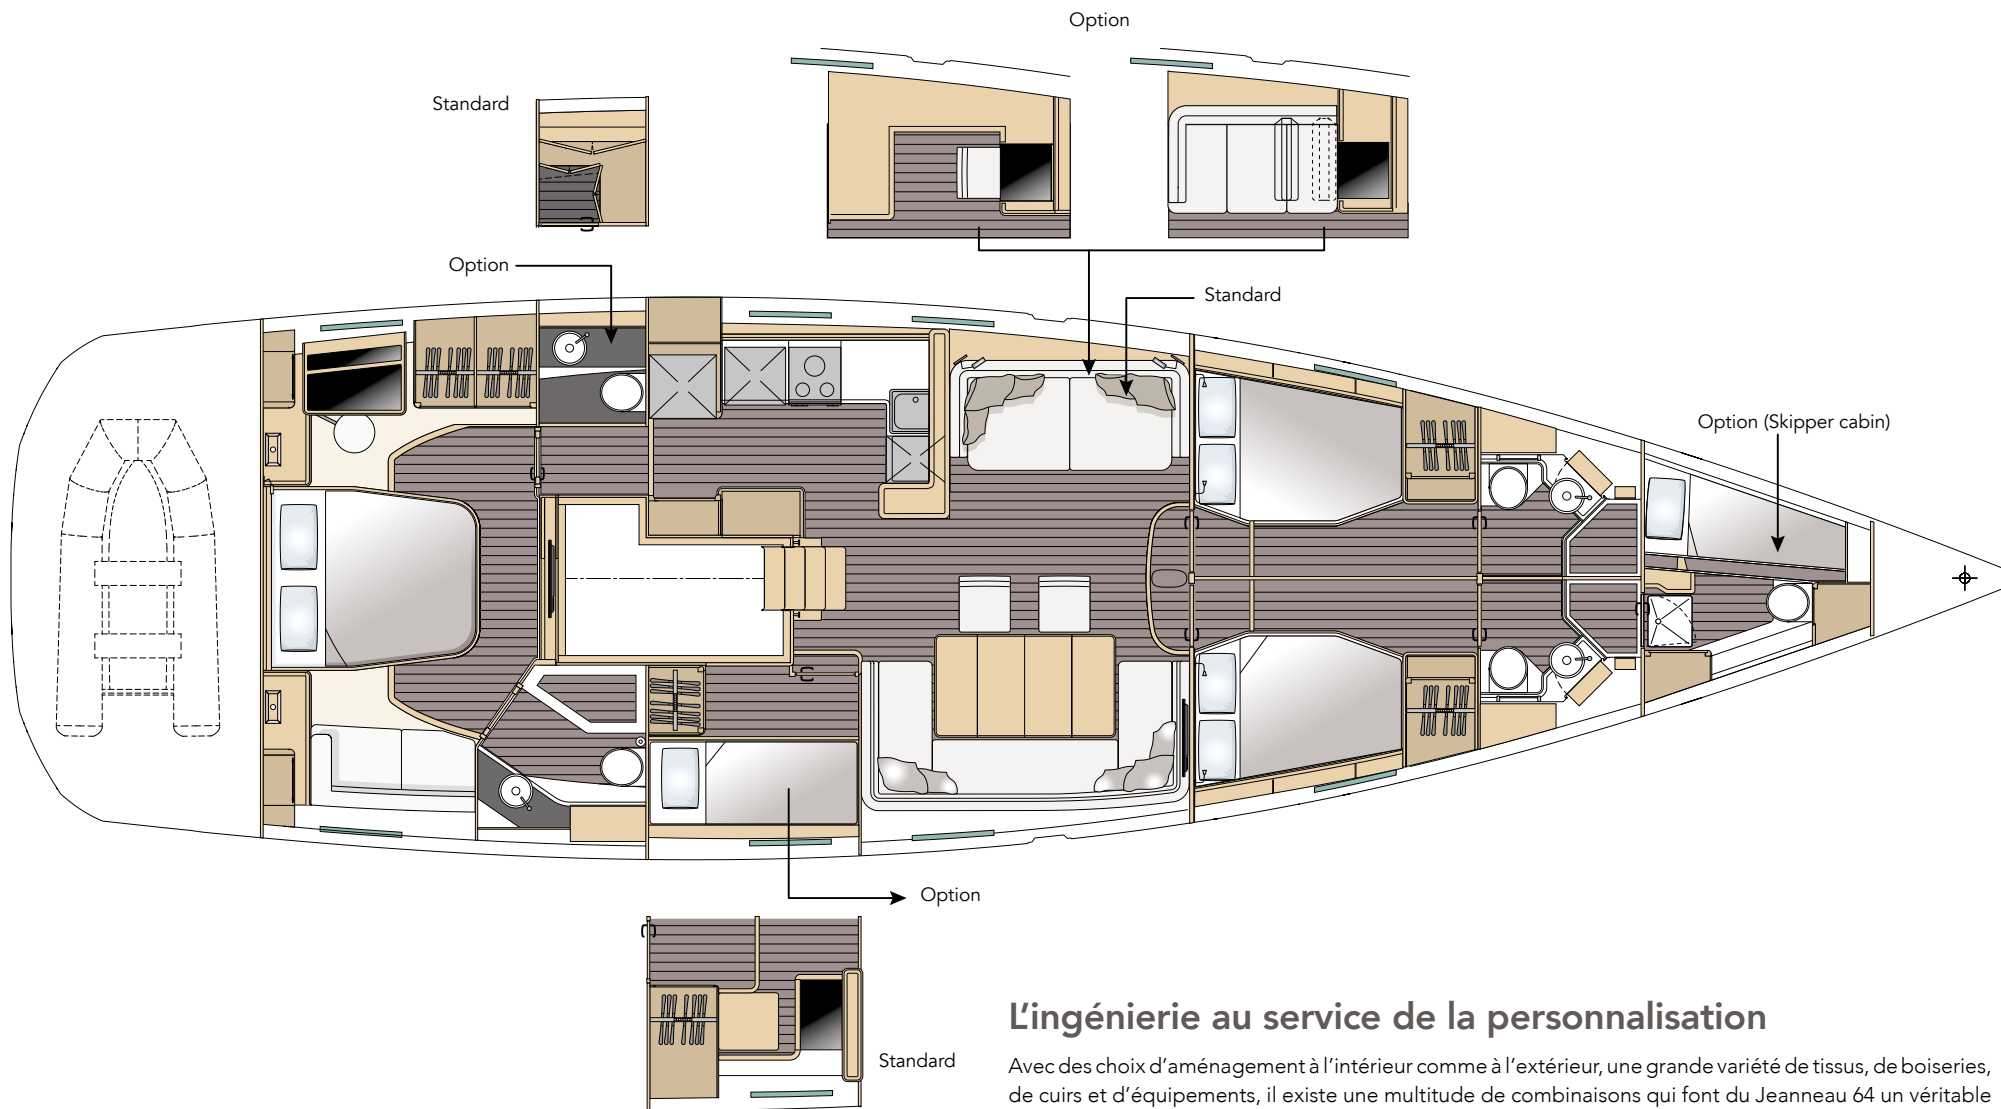 Option
Standard
Option
Standard
Option (Skipper cabin)
Option
Standard
L'ingénierie au service de la personnalisation
Avec des choix d'aménagement à l'intérieur comme à l'extérieur, une grande variété de tissus, de boiseries,
de cuirs et d'équipements, il existe une multitude de combinaisons qui font du Jeanneau 64 un véritable